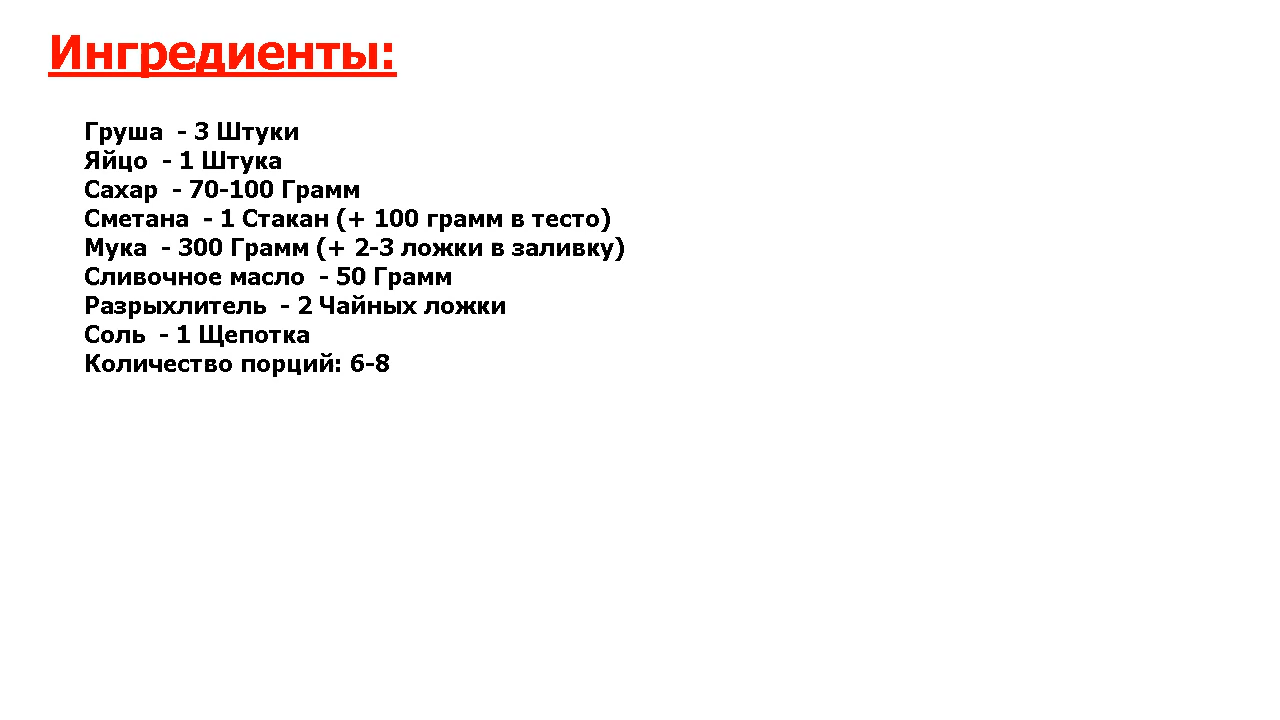 Ингредиенты:
Груша  - 3 Штуки
Яйцо  - 1 Штука
Сахар  - 70-100 Грамм
Сметана  - 1 Стакан (+ 100 грамм в тесто)
Мука  - 300 Грамм (+ 2-3 ложки в заливку)
Сливочное масло  - 50 Грамм
Разрыхлитель  - 2 Чайных ложки
Соль  - 1 Щепотка
Количество порций: 6-8